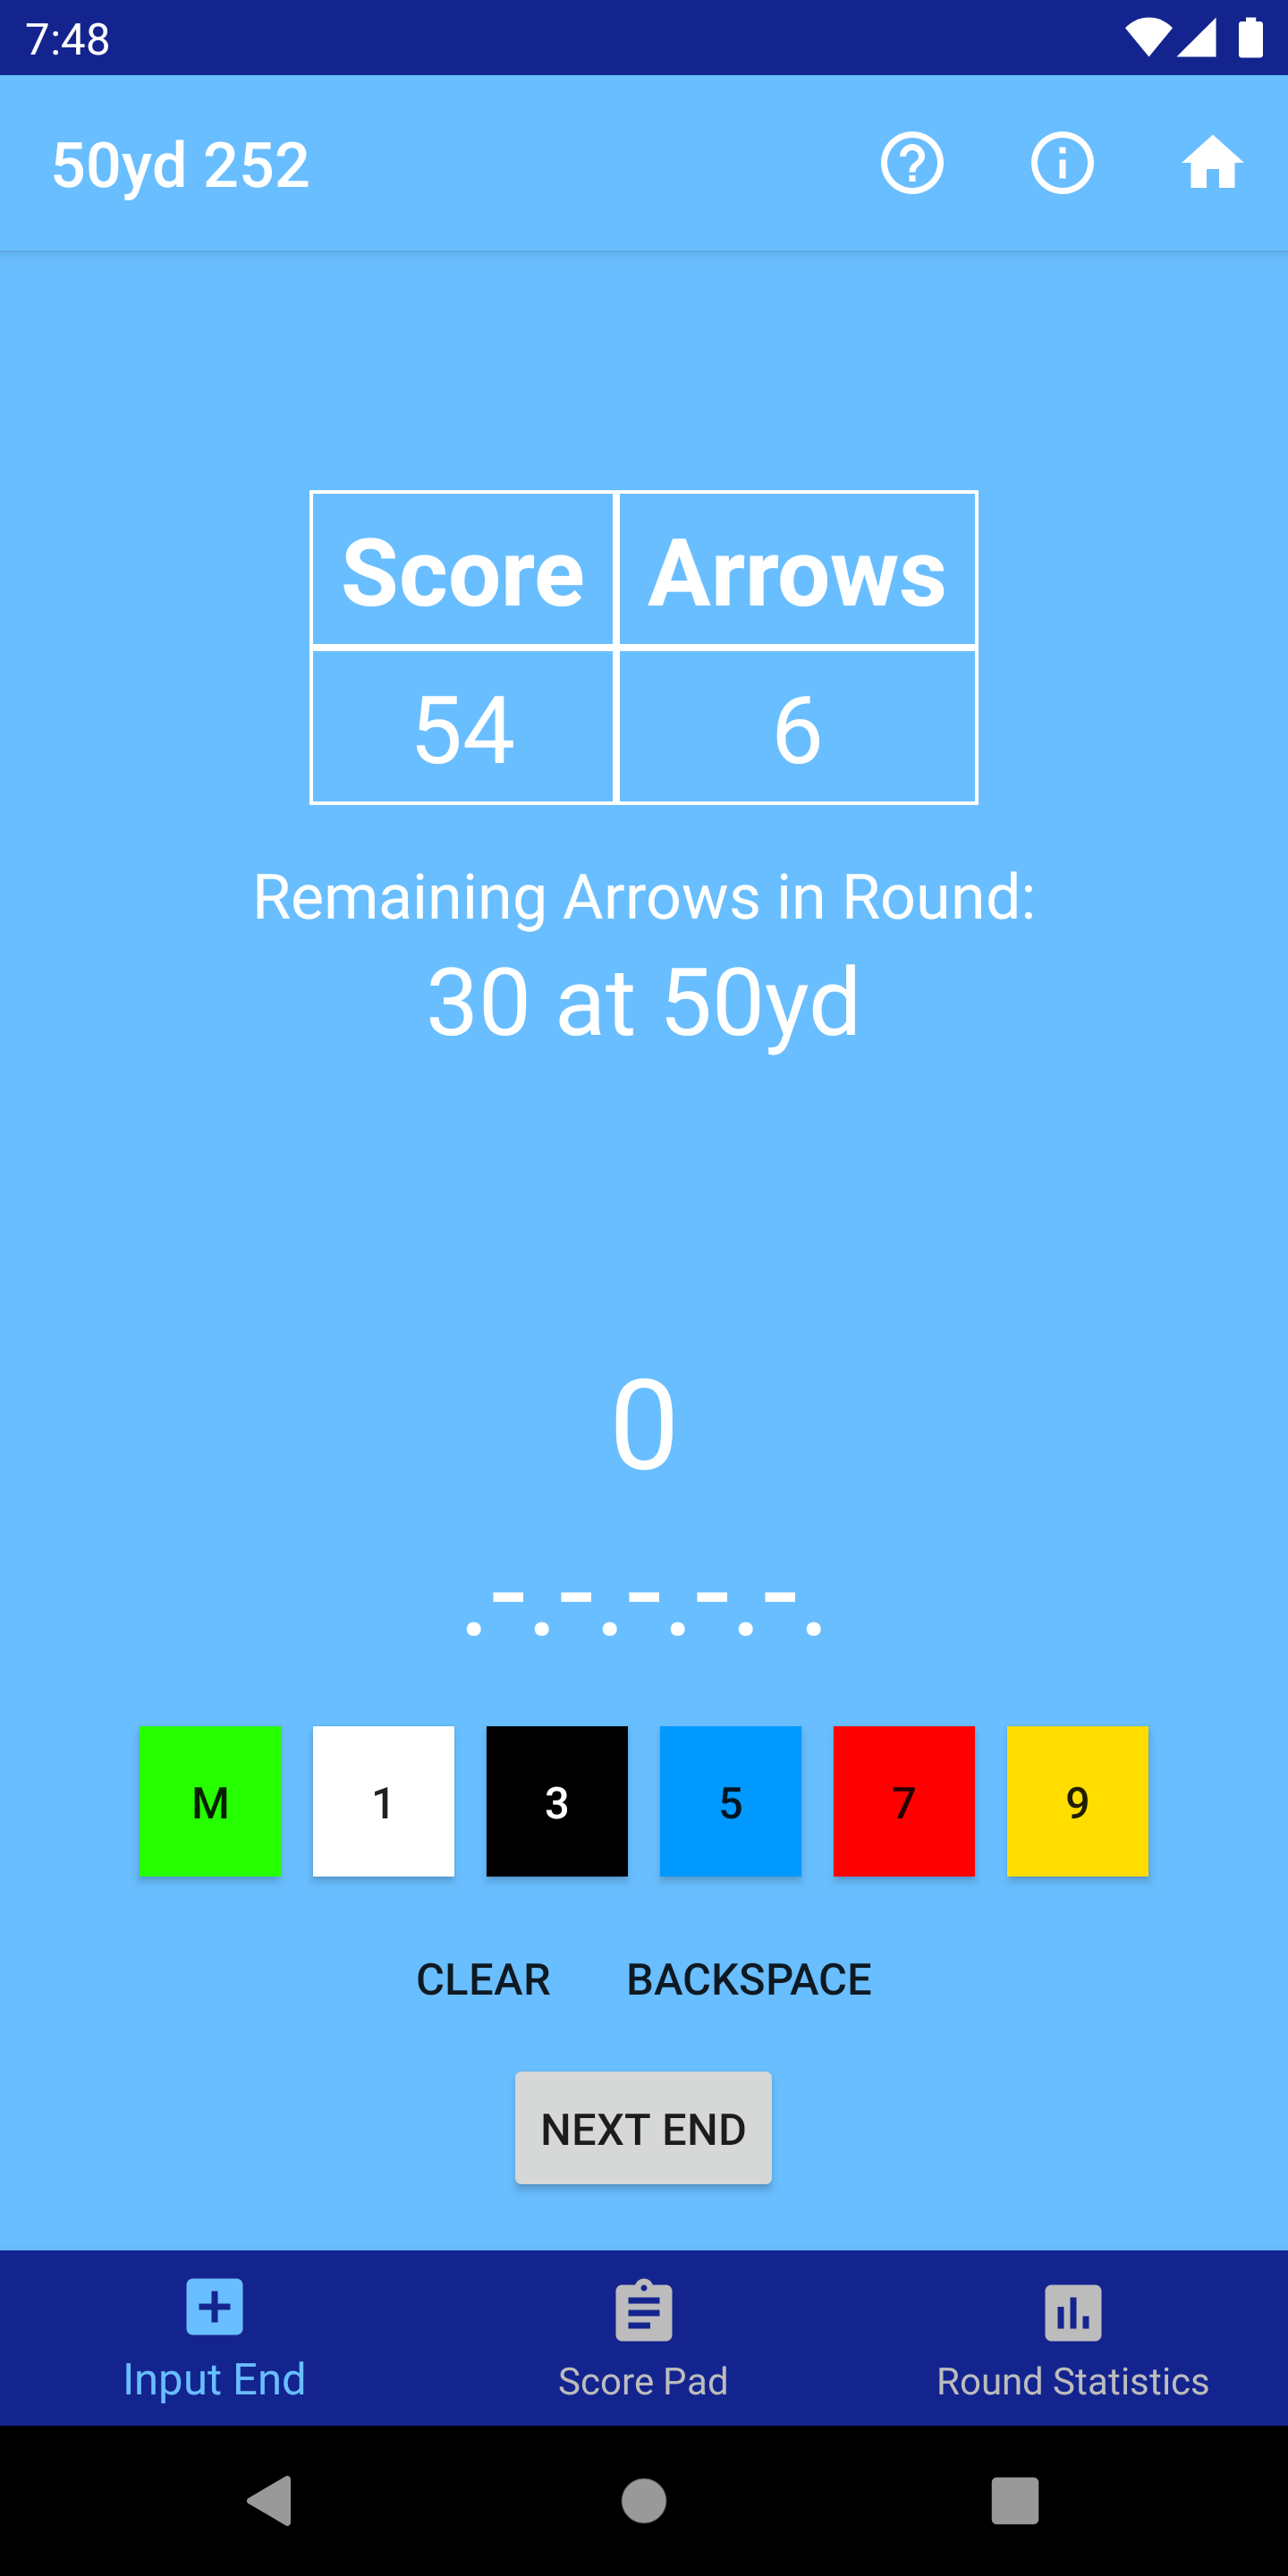 7:48
50yd 252
Score Arrows
54 6
Remaining Arrows in Round:
30 at 50yd
0
.-.-.-.-.-.
M 1 3 5 7 9
CLEAR BACKSPACE
NEXT END
Input End Score Pad Round Statistics